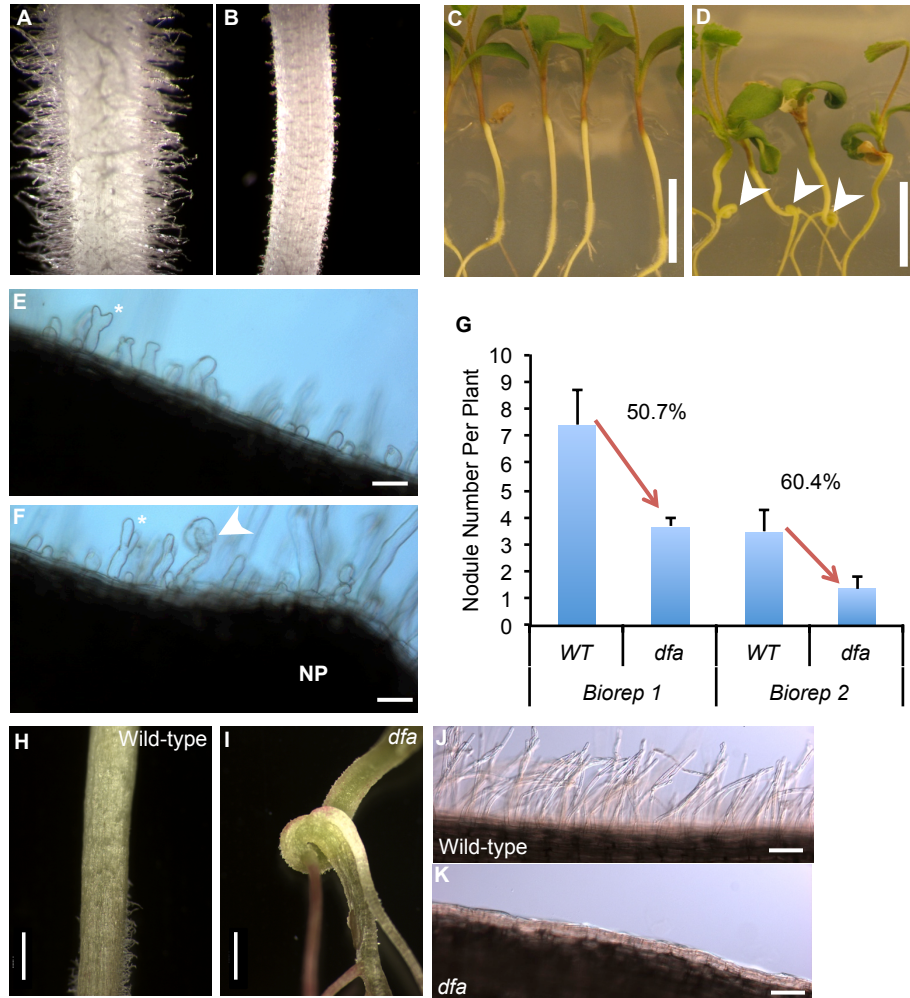 A
B
C
D
E
*
F
*
NP
G
Nodule Number Per Plant
10
9
8
7
6
5
4
3
2
1
0
50.7%
60.4%
WT
dfa
WT
dfa
Biorep 1
Biorep 2
H
Wild-type
I
dfa
J
Wild-type
K
dfa